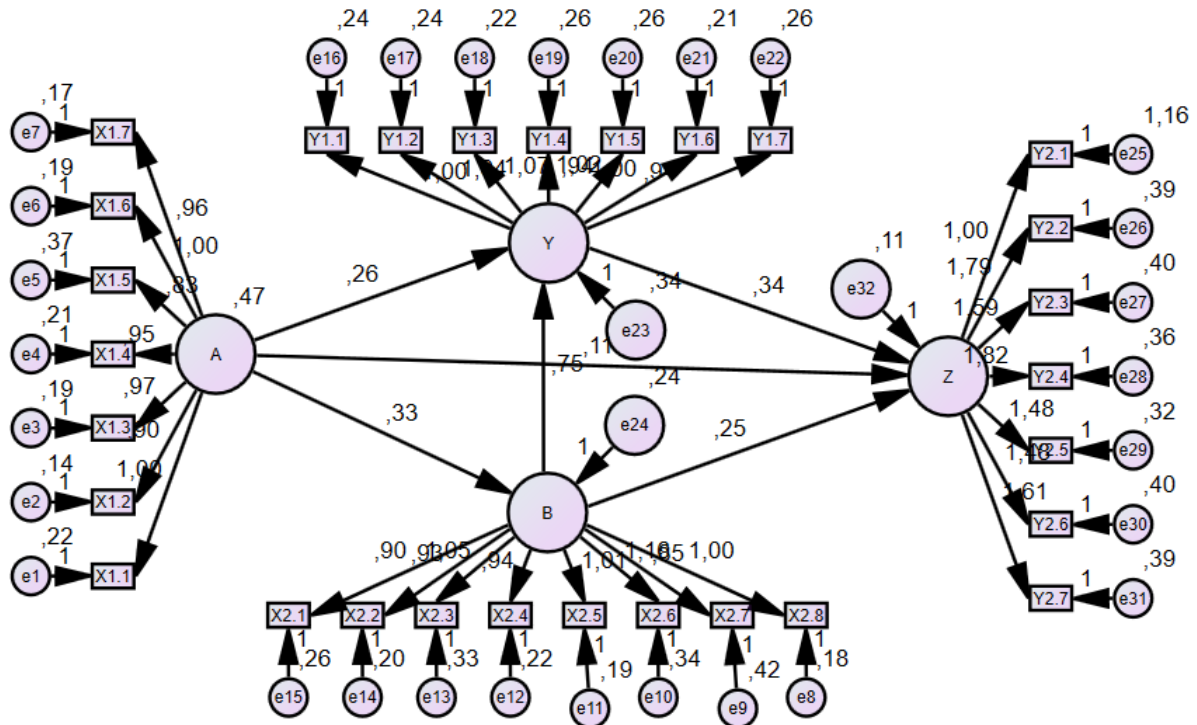 ,24 ,24 ,22 ,26 ,26 ,21 ,26
e16 e17 e18 e19 e20 e21 e22
1 1 1 1 1 1 1
Y1.1 Y1.2 Y1.3 Y1.4 Y1.5 Y1.6 Y1.7
,17
e7 1 X1.7
,19
e6 1 X1.6
,37
e5 1 X1.5
,21
e4 1 X1.4
,19
e3 1 X1.3
,14
e2 1 X1.2
,22
e1 1 X1.1
,96
1,00
,83
,95
,97
,90
1,00
,47
A
,26
,33
,11
1,07
Y
1
,34
e23
,75
,34
,24
e24
1
B
,25
,11
e32
1
Z
1,00
1,79
1,59
1,82
1,48
1,48
1,61
1,16
Y2.1 1 e25
,39
Y2.2 1 e26
,40
Y2.3 1 e27
,36
Y2.4 1 e28
,32
Y2.5 1 e29
,40
Y2.6 1 e30
,39
Y2.7 1 e31
,90 ,93 1,05 ,94 1,01 ,85 1,00
X2.1 X2.2 X2.3 X2.4 X2.5 X2.6 X2.7 X2.8
1 1 1 1 1 1 1 1
,26 ,20 ,33 ,22 ,19 ,34 ,42 ,18
e15 e14 e13 e12 e11 e10 e9 e8